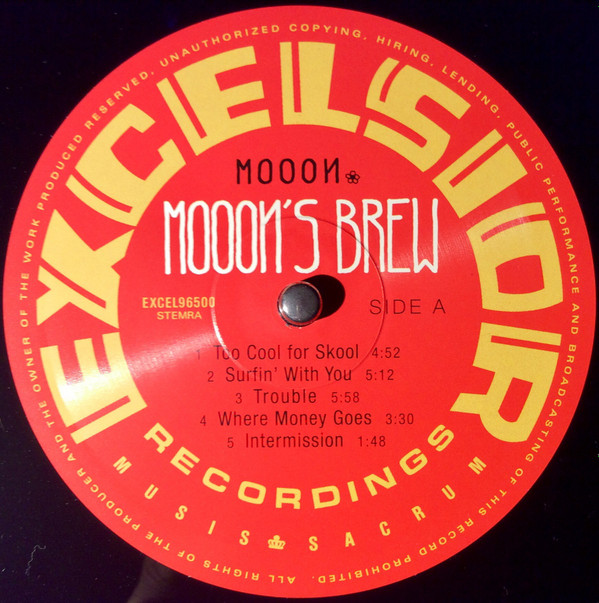 ALL RIGHTS OF THE PRODUCER AND THE OWNER OF THE WORK PRODUCED RESERVED. UNAUTHORIZED COPYING, HIRING, LENDING, PUBLIC PERFORMANCE AND BROADCASTING OF THIS RECORD PROHIBITED.
EXCELSIOR
MOOOИ
MOOOИ'S BREW
EXCEL96500
STEMRA
SIDE A
1 Too Cool for Skool 4:52
2 Surfin' With You 5:12
3 Trouble 5:58
4 Where Money Goes 3:30
5 Intermission 1:48
RECORDINGS
MUSIS SACRUM